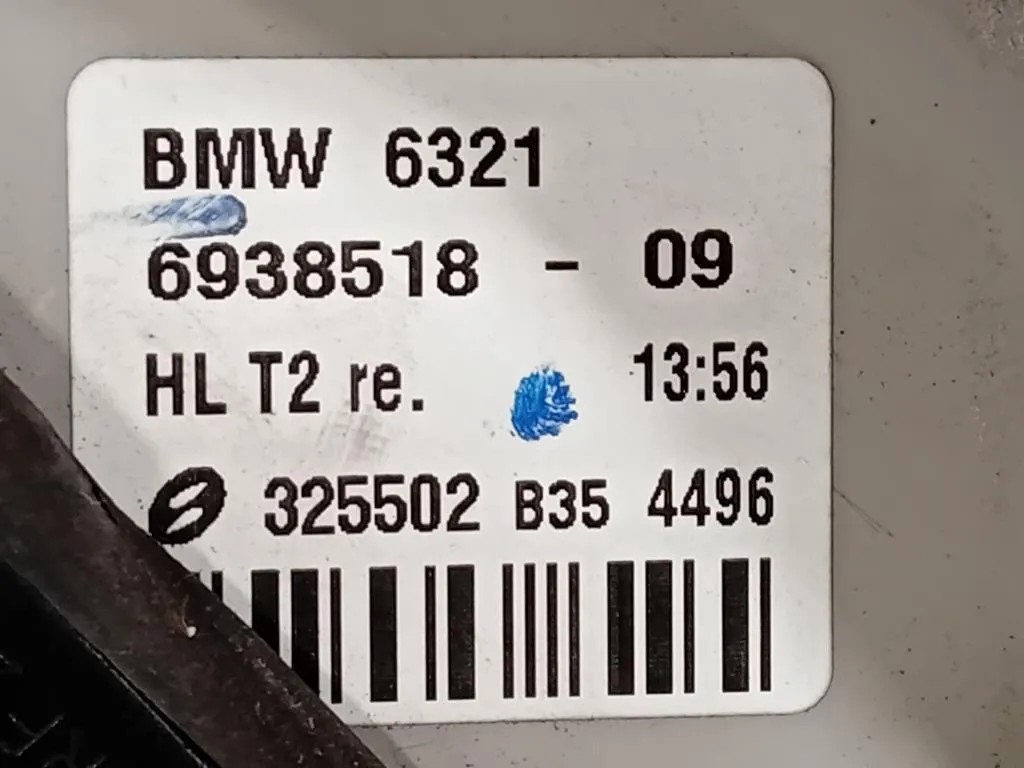 BMW 6321
6938518 - 09
HL T2 re. 13:56
325502 B35 4496